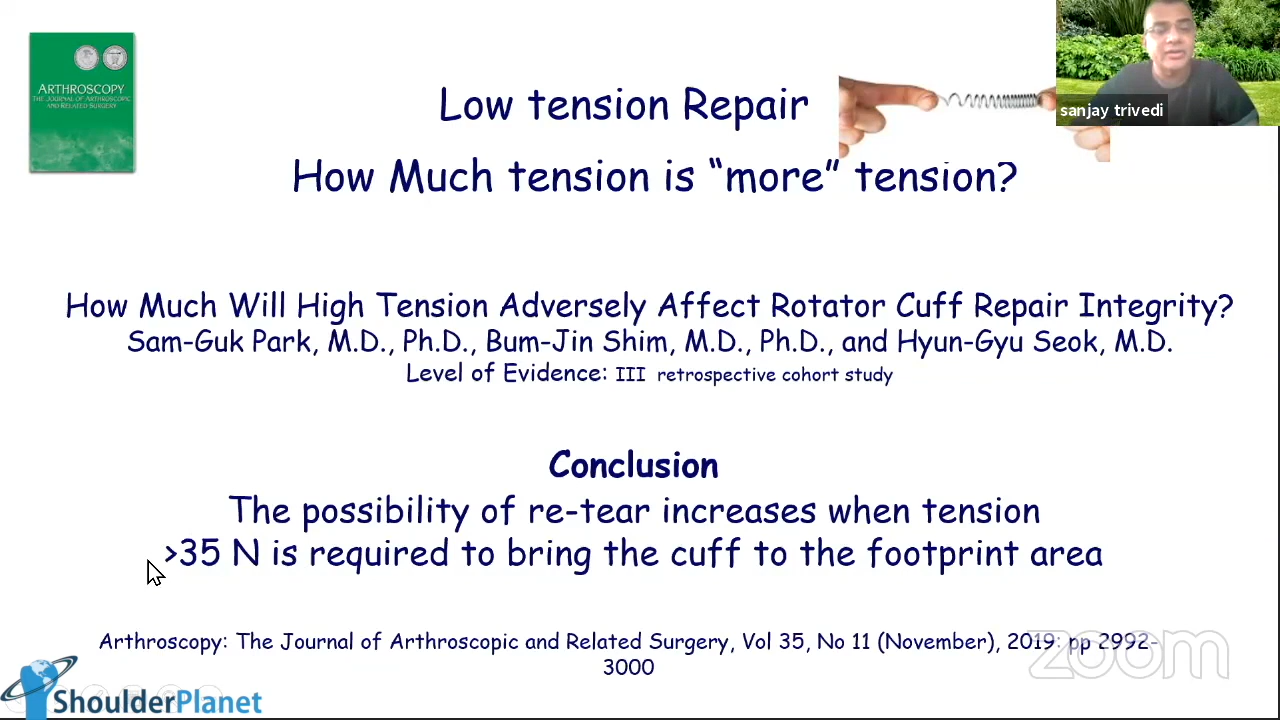 ARTHROSCOPY
THE JOURNAL OF ARTHROSCOPIC
AND RELATED SURGERY
Low tension Repair
sanjay trivedi
How Much tension is “more” tension?
How Much Will High Tension Adversely Affect Rotator Cuff Repair Integrity?
Sam-Guk Park, M.D., Ph.D., Bum-Jin Shim, M.D., Ph.D., and Hyun-Gyu Seok, M.D.
Level of Evidence: III retrospective cohort study
Conclusion
The possibility of re-tear increases when tension
>35 N is required to bring the cuff to the footprint area
Arthroscopy: The Journal of Arthroscopic and Related Surgery, Vol 35, No 11 (November), 2019: pp 2992-
3000
zoom
ShoulderPlanet